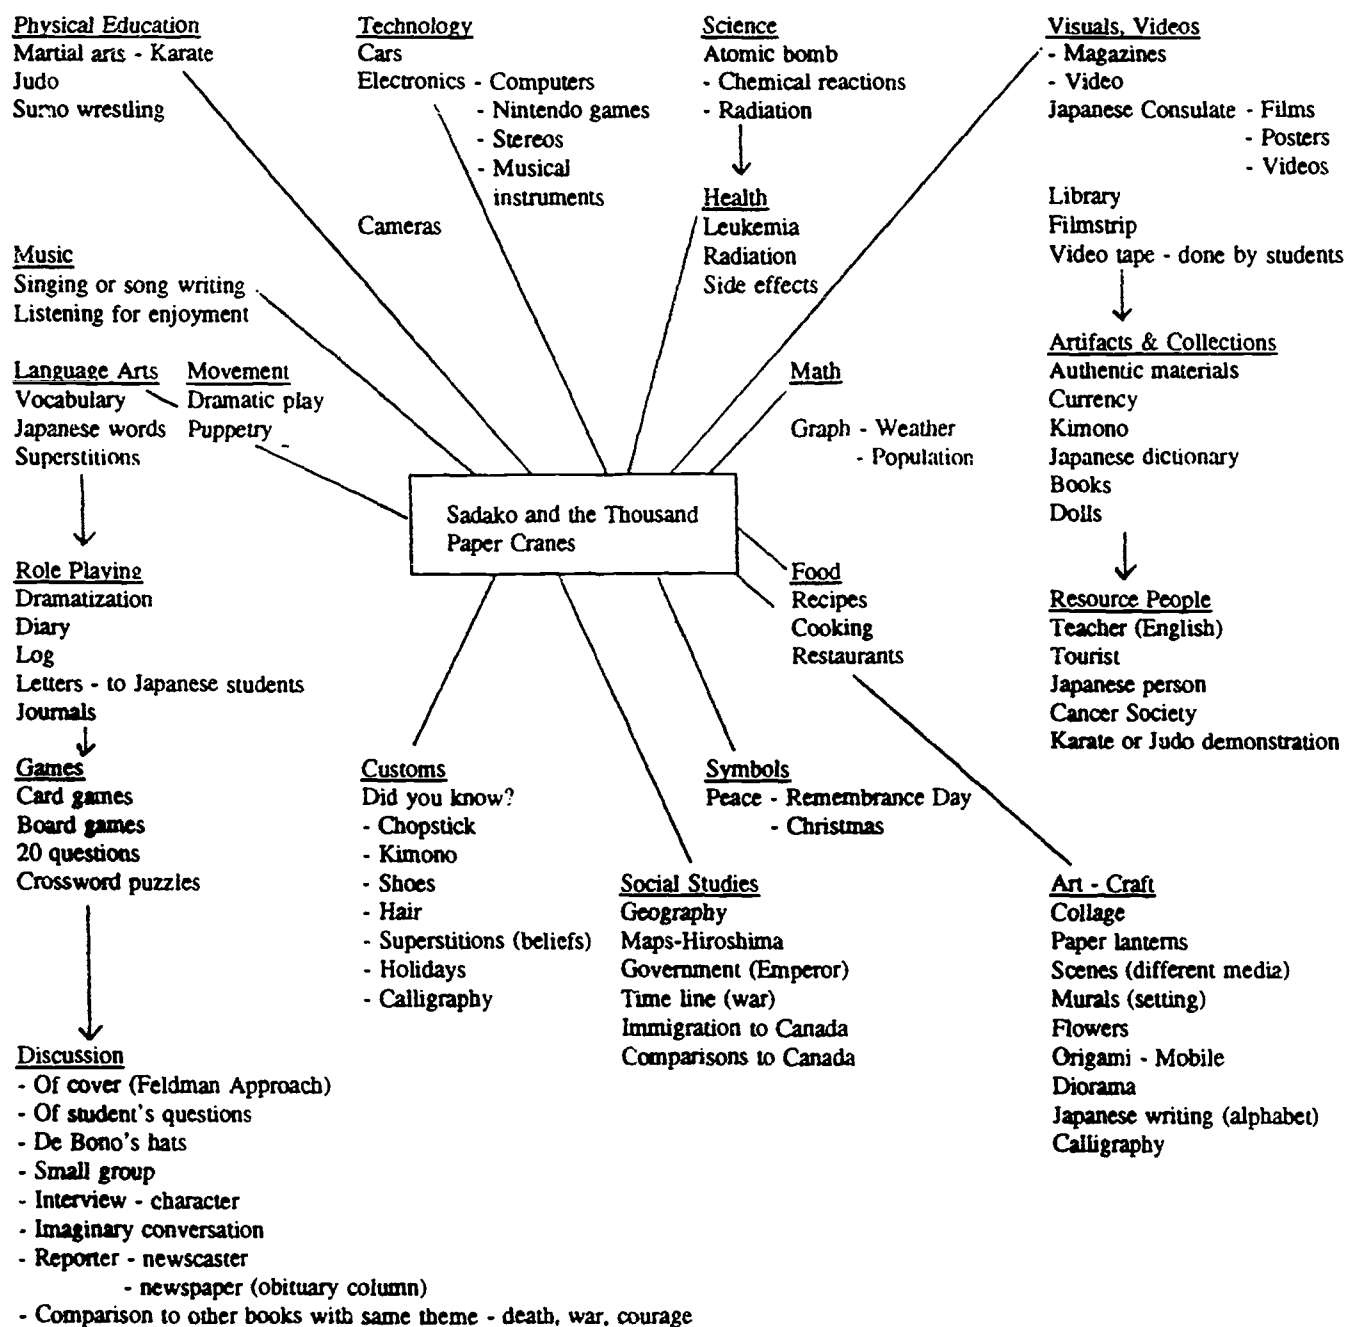 Physical Education
Martial arts - Karate
Judo
Sumo wrestling
Technology
Cars
Electronics - Computers
- Nintendo games
- Stereos
- Musical
instruments
Cameras
Science
Atomic bomb
- Chemical reactions
- Radiation
Health
Leukemia
Radiation
Side effects
Visuals, Videos
- Magazines
- Video
Japanese Consulate - Films
- Posters
- Videos
Library
Filmstrip
Video tape - done by students
Artifacts & Collections
Authentic materials
Currency
Kimono
Japanese dictionary
Books
Dolls
Resource People
Teacher (English)
Tourist
Japanese person
Cancer Society
Karate or Judo demonstration
Music
Singing or song writing
Listening for enjoyment
Language Arts
Vocabulary
Japanese words
Superstitions
Movement
Dramatic play
Puppetry
Math
Graph - Weather
- Population
Sadako and the Thousand
Paper Cranes
Role Playing
Dramatization
Diary
Log
Letters - to Japanese students
Journals
Food
Recipes
Cooking
Restaurants
Games
Card games
Board games
20 questions
Crossword puzzles
Customs
Did you know?
- Chopstick
- Kimono
- Shoes
- Hair
- Superstitions (beliefs)
- Holidays
- Calligraphy
Symbols
Peace - Remembrance Day
- Christmas
Social Studies
Geography
Maps-Hiroshima
Government (Emperor)
Time line (war)
Immigration to Canada
Comparisons to Canada
Art - Craft
Collage
Paper lanterns
Scenes (different media)
Murals (setting)
Flowers
Origami - Mobile
Diorama
Japanese writing (alphabet)
Calligraphy
Discussion
- Of cover (Feldman Approach)
- Of student's questions
- De Bono's hats
- Small group
- Interview - character
- Imaginary conversation
- Reporter - newscaster
- newspaper (obituary column)
- Comparison to other books with same theme - death, war, courage